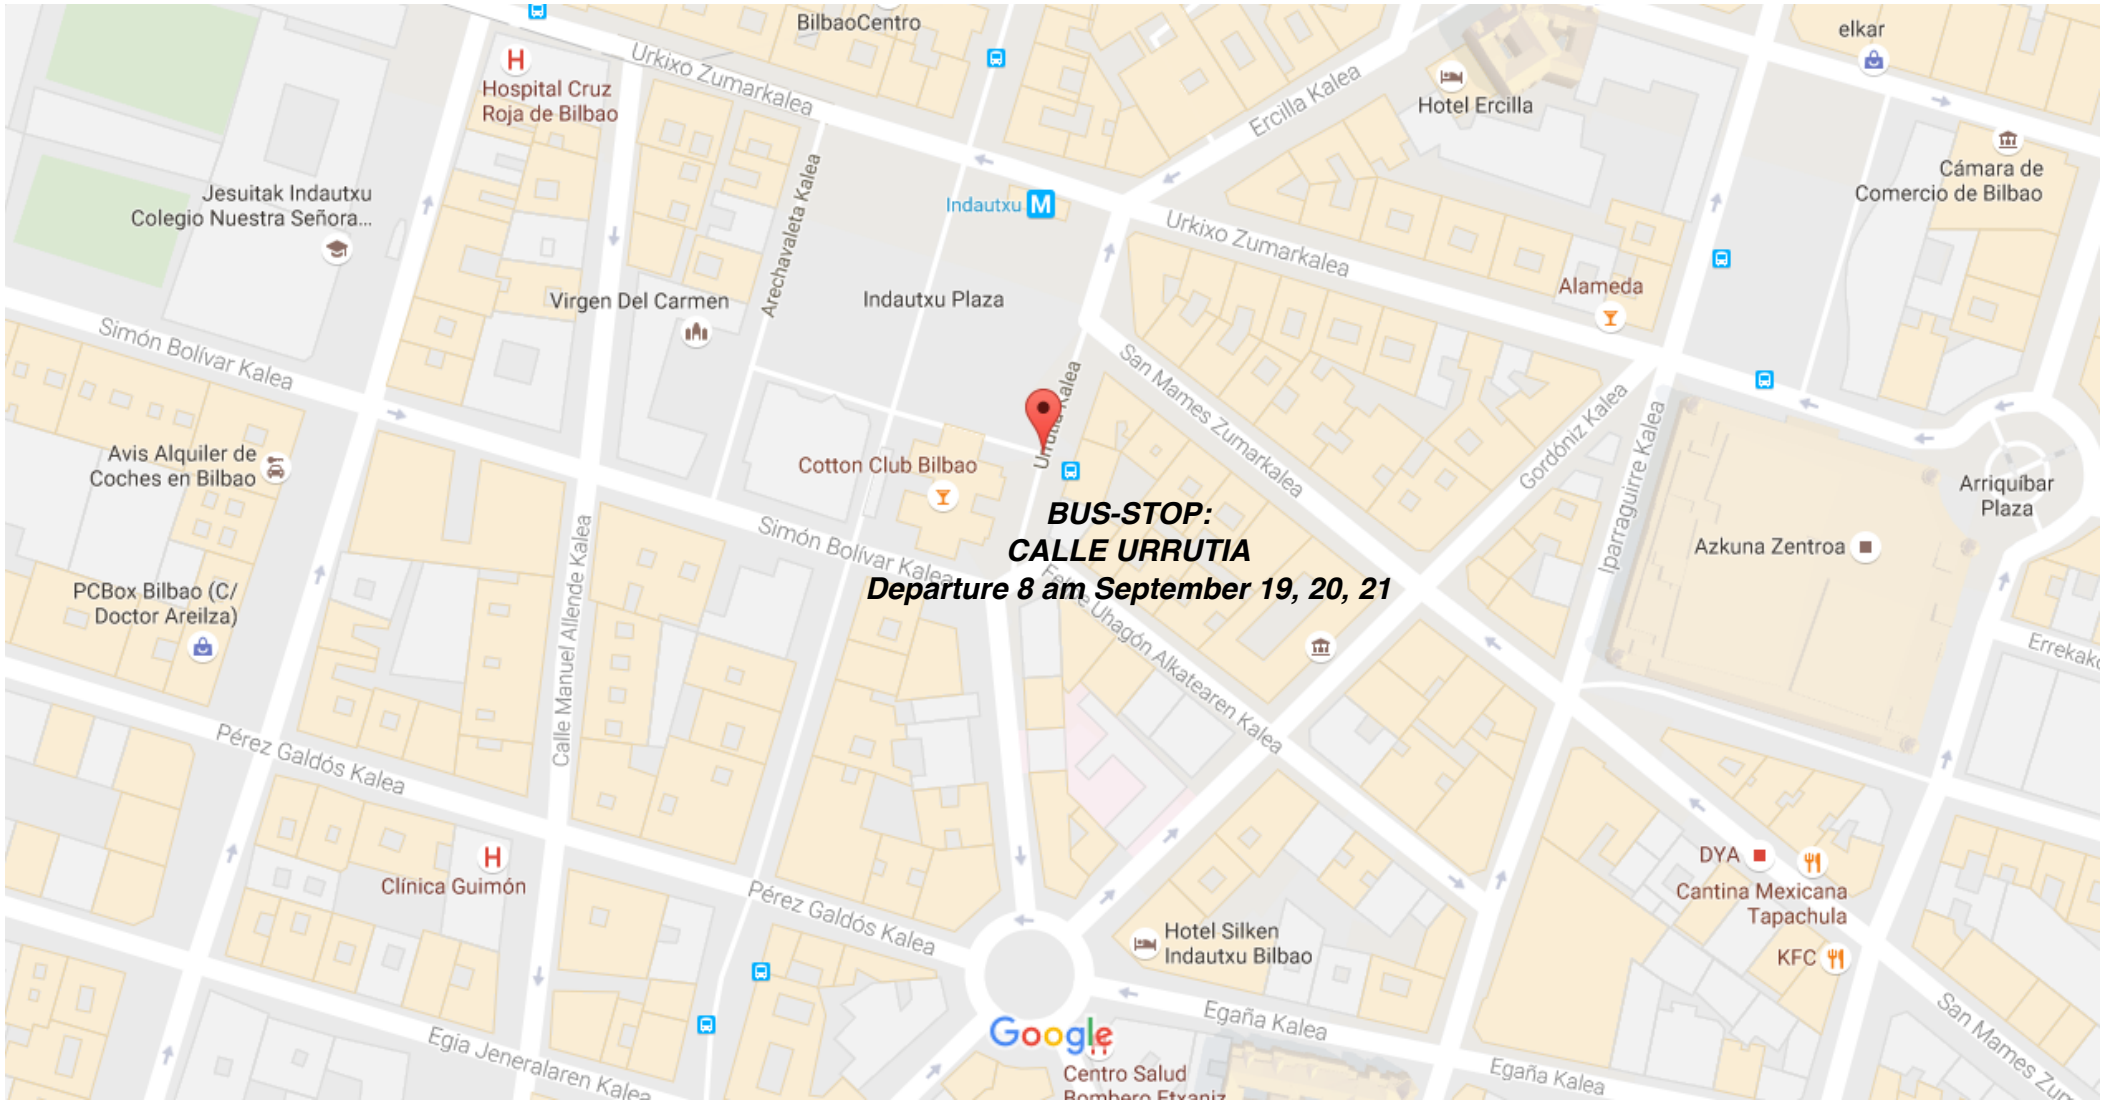 BilbaoCentro
elkar
Urkixo Zumarkalea
H
Hospital Cruz
Roja de Bilbao
Ercilla Kalea
Hotel Ercilla
Cámara de
Comercio de Bilbao
Jesuitak Indautxu
Colegio Nuestra Señora...
Arechavaleta Kalea
Indautxu M
Urkixo Zumarkalea
Virgen Del Carmen
Indautxu Plaza
Alameda
Simón Bolívar Kalea
San Mames Zumarkalea
Gordóniz Kalea
Iparraguirre Kalea
Avis Alquiler de
Coches en Bilbao
Cotton Club Bilbao
Arriquíbar
Plaza
BUS-STOP:
CALLE URRUTIA
Departure 8 am September 19, 20, 21
Simón Bolívar Kalea
Azkuna Zentroa
Calle Manuel Allende Kalea
PCBox Bilbao (C/
Doctor Areilza)
Uhagón Alkatearen Kalea
Pérez Galdós Kalea
H
Clínica Guimón
DYA
Cantina Mexicana
Tapachula
KFC
Pérez Galdós Kalea
Hotel Silken
Indautxu Bilbao
San Mames Zum
Egaña Kalea
Google
Egia Jeneralaren Kalea
Centro Salud
Bombero Etxaniz
Egaña Kalea